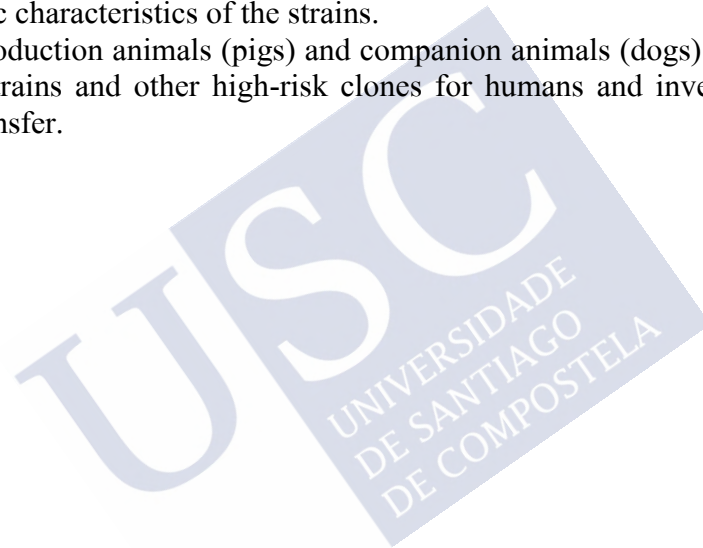 c characteristics of the strains.
oduction animals (pigs) and companion animals (dogs)
rains and other high-risk clones for humans and inve
nsfer.
USC
UNIVERSIDADE
DE SANTIAGO
DE COMPOSTELA